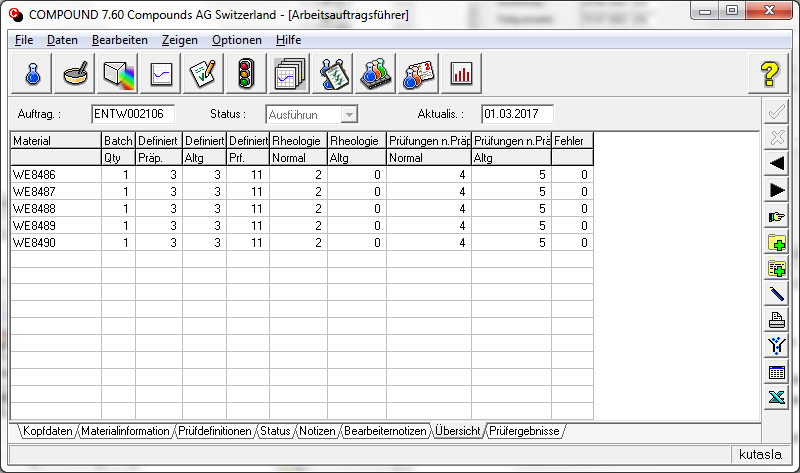 COMPOUND 7.60 Compounds AG Switzerland - [Arbeitsauftragsführer]
File Daten Bearbeiten Zeigen Optionen Hilfe
Auftrag. : ENTW002106 Status : Ausführun Aktualis. : 01.03.2017
Material Batch Definiert Definiert Definiert Rheologie Rheologie Prüfungen n.Präp Prüfungen n.Prä Fehler
Qty Präp. Altg Prf. Normal Altg Normal Altg
WE8486 1 3 3 11 2 0 4 5 0
WE8487 1 3 3 11 2 0 4 5 0
WE8488 1 3 3 11 2 0 4 5 0
WE8489 1 3 3 11 2 0 4 5 0
WE8490 1 3 3 11 2 0 4 5 0
Kopfdaten Materialinformation Prüfdefinitionen Status Notizen Bearbeiternotizen Übersicht Prüfergebnisse
kutasla